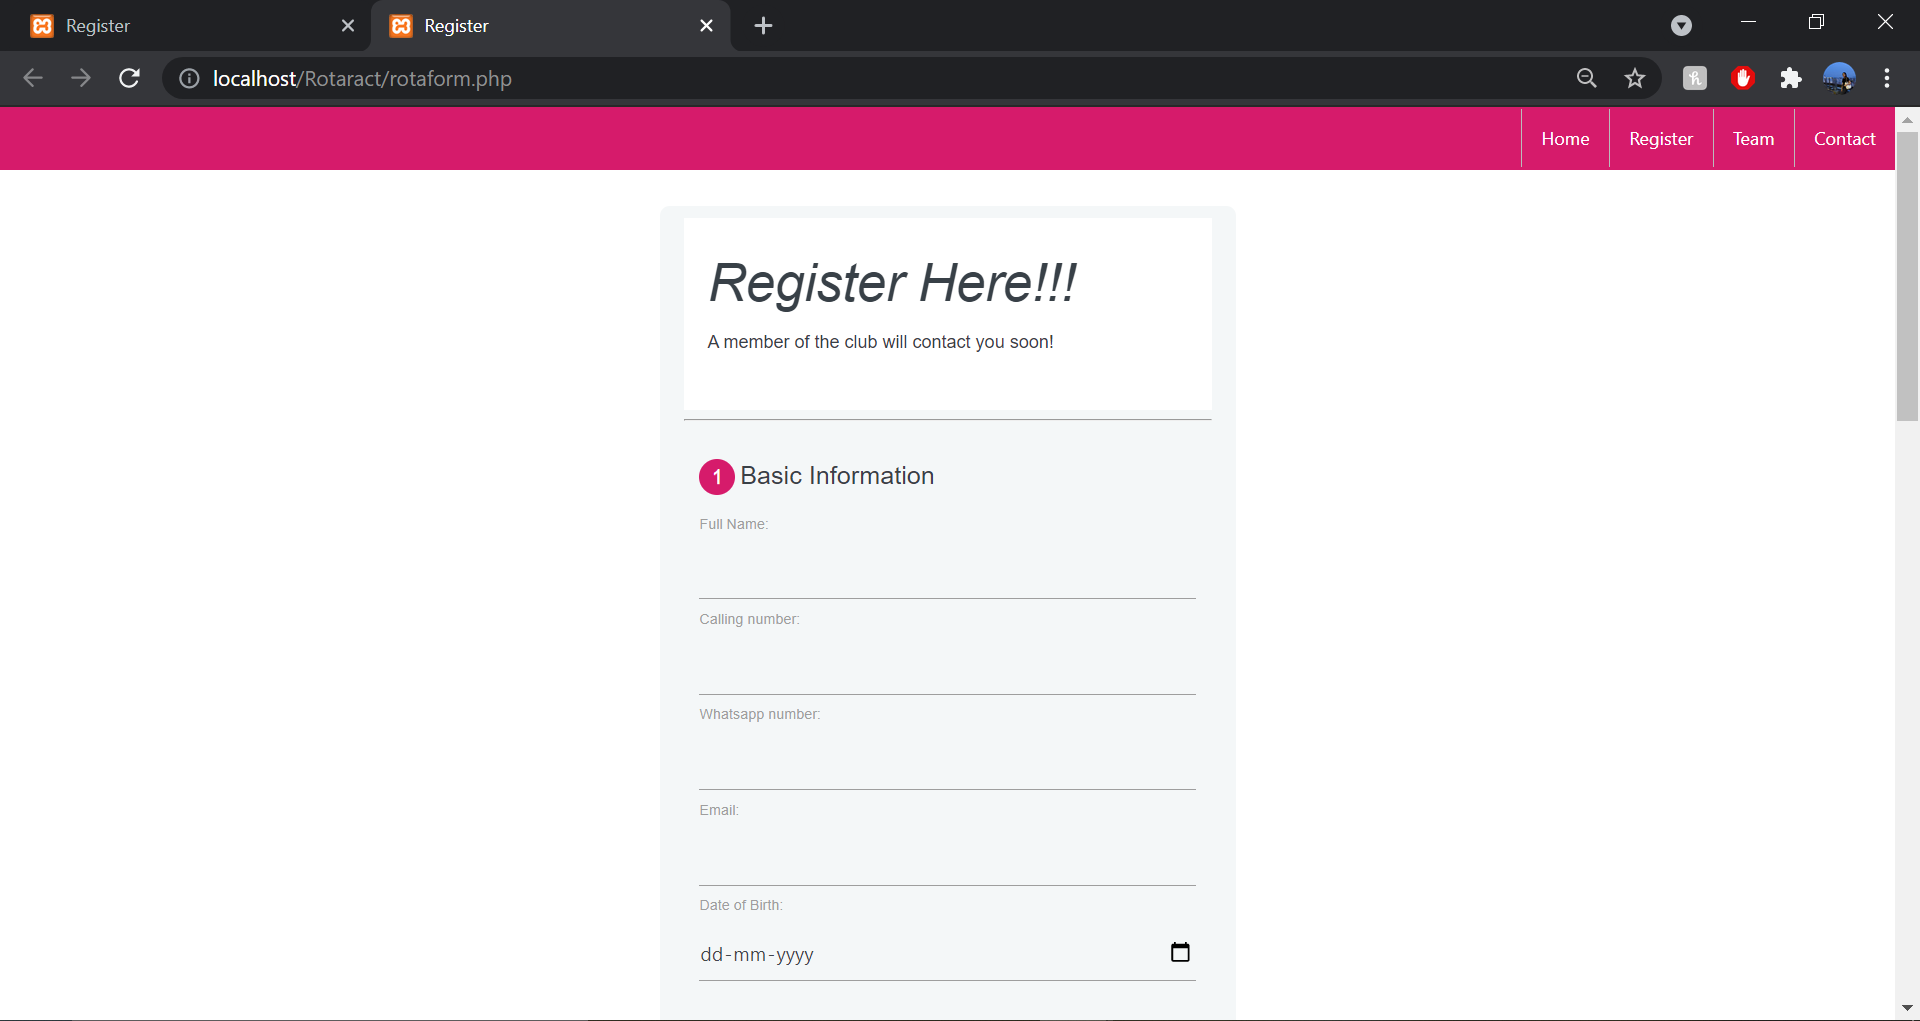 Register
Register
localhost/Rotaract/rotaform.php
Home
Register
Team
Contact
Register Here!!!
A member of the club will contact you soon!
1 Basic Information
Full Name:
Calling number:
Whatsapp number:
Email:
Date of Birth:
dd-mm-yyyy